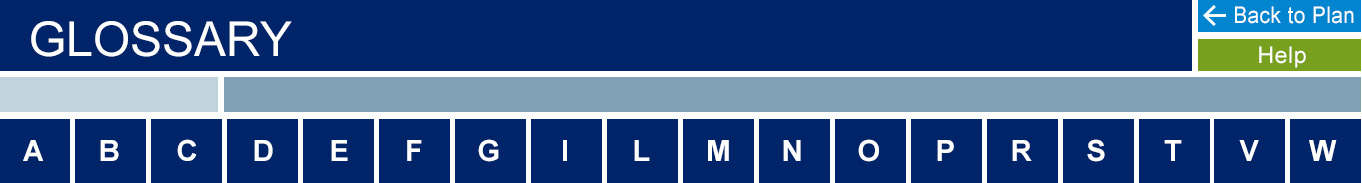 GLOSSARY
← Back to Plan
Help
A B C D E F G I L M N O P R S T V W